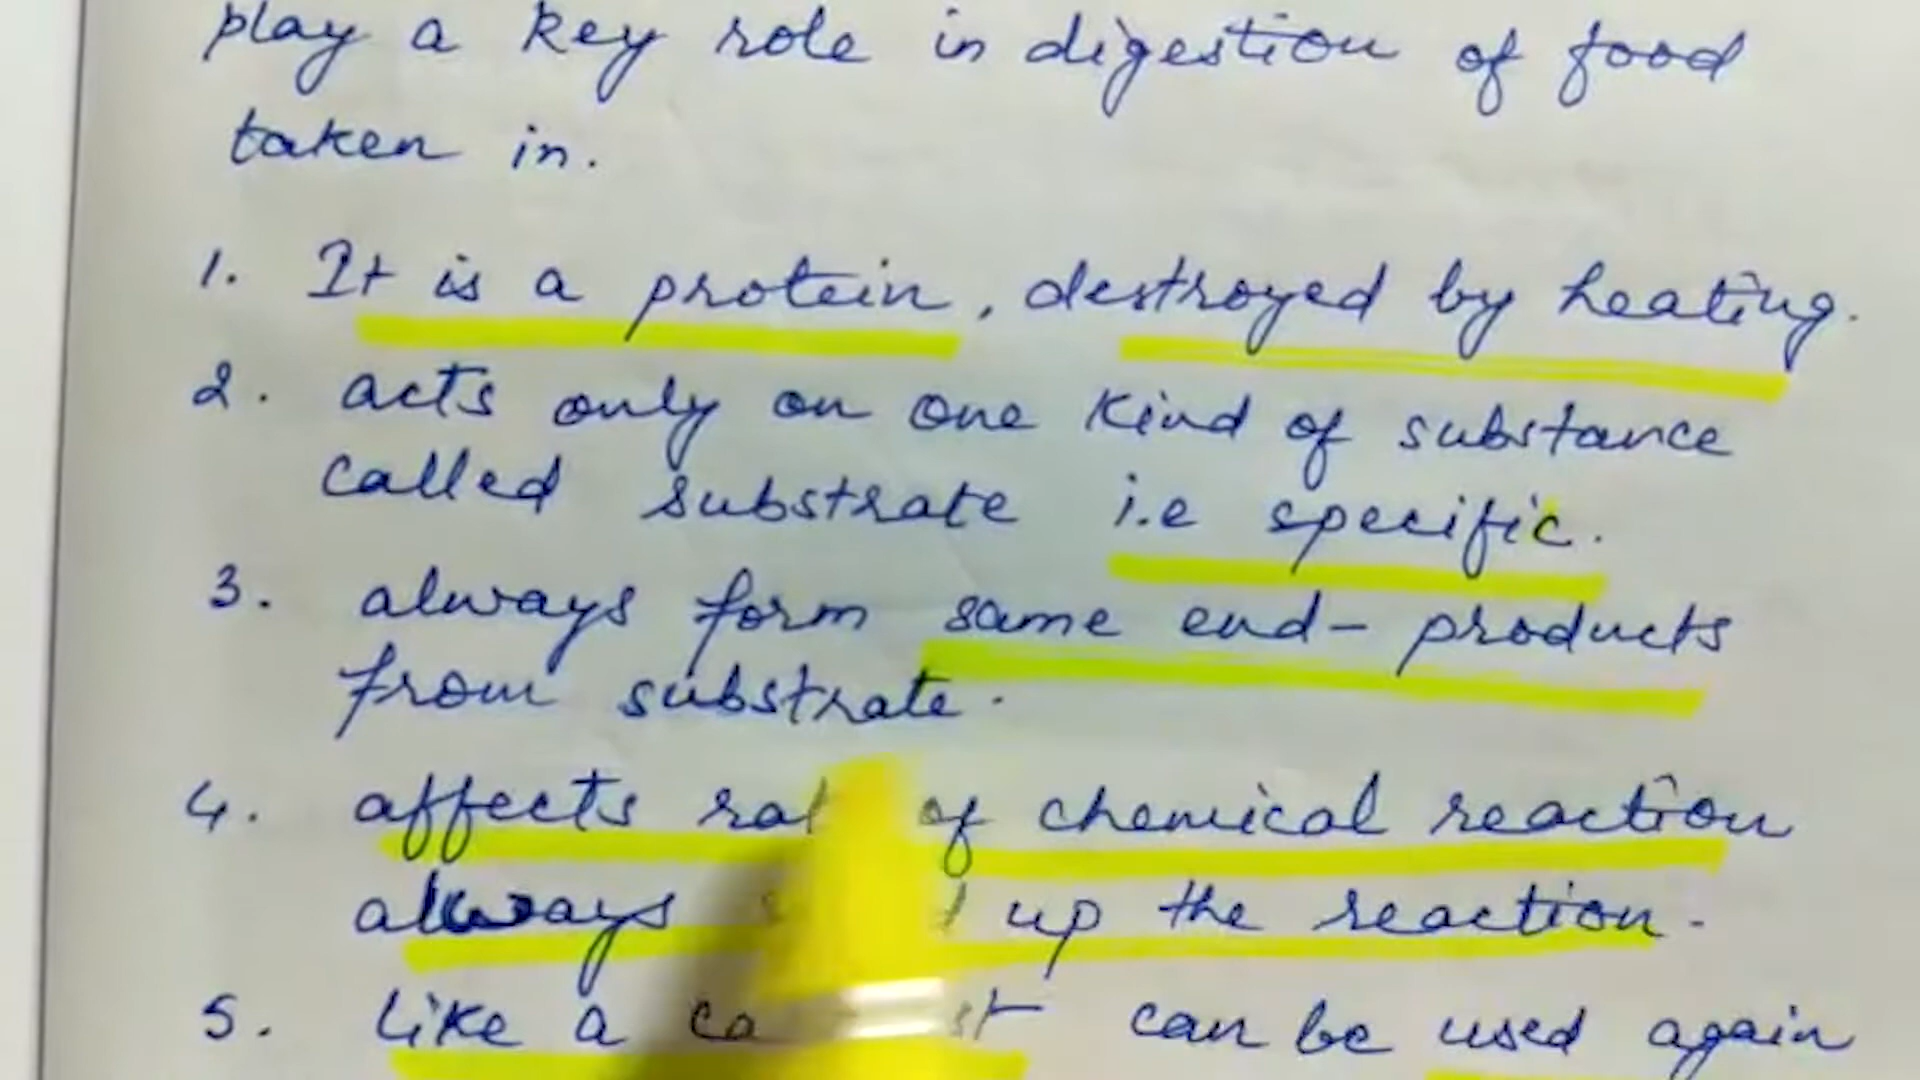 play a key role in digestion of food
taken in.
1. It is a protein, destroyed by heating.
2. acts only on one kind of substance
called substrate i.e specific.
3. always form same end-products
from substrate.
4. affects of chemical reaction
always up the reaction.
5. Like a can be used again